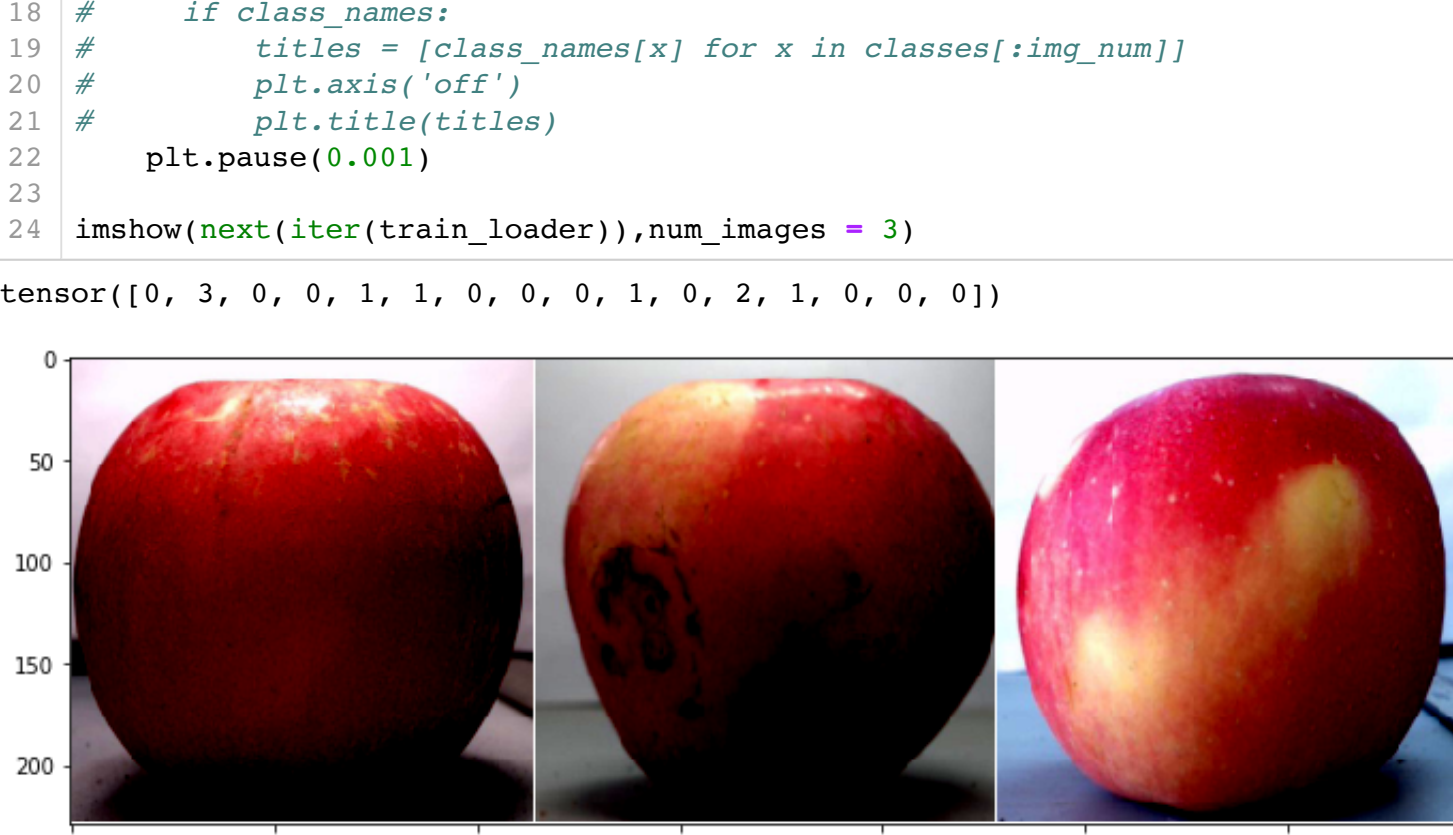 18 #     if class_names:
19 #         titles = [class_names[x] for x in classes[:img_num]]
20 #         plt.axis('off')
21 #         plt.title(titles)
22     plt.pause(0.001)
23
24 imshow(next(iter(train_loader)),num_images = 3)
tensor([0, 3, 0, 0, 1, 1, 0, 0, 0, 1, 0, 2, 1, 0, 0, 0])
0
50
100
150
200